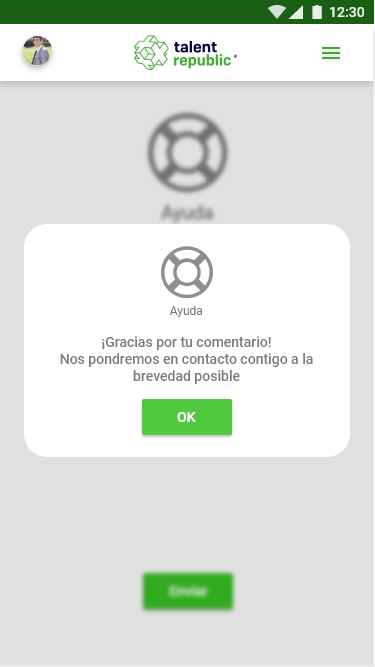 12:30
talent
republic
Ayuda
Ayuda
¡Gracias por tu comentario!
Nos pondremos en contacto contigo a la
brevedad posible
OK
Enviar